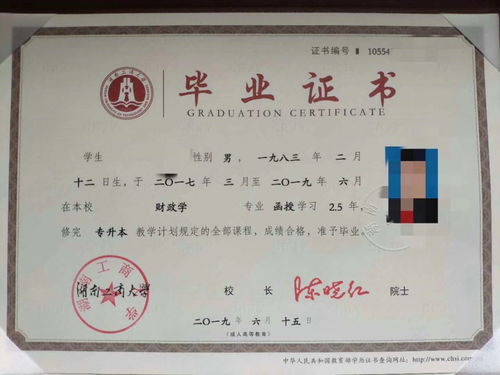 证书编号 10554
毕业证书
GRADUATION CERTIFICATE
学生 性别 男，一九八三 年 二 月
十二 日生，于 二〇一七 年 三 月至 二〇一九 年 六 月
在本校 财政学 专业 函授 学习 2.5 年，
修完 专升本 教学计划规定的全部课程，成绩合格，准予毕业。
湖南工商大学
湖南工商大学 校 长 陈晓红 院士
二〇一九 年 六 月 十五 日
（成人高等教育）
中华人民共和国教育部学历证书查询网址：http://www.chsi.com.cn